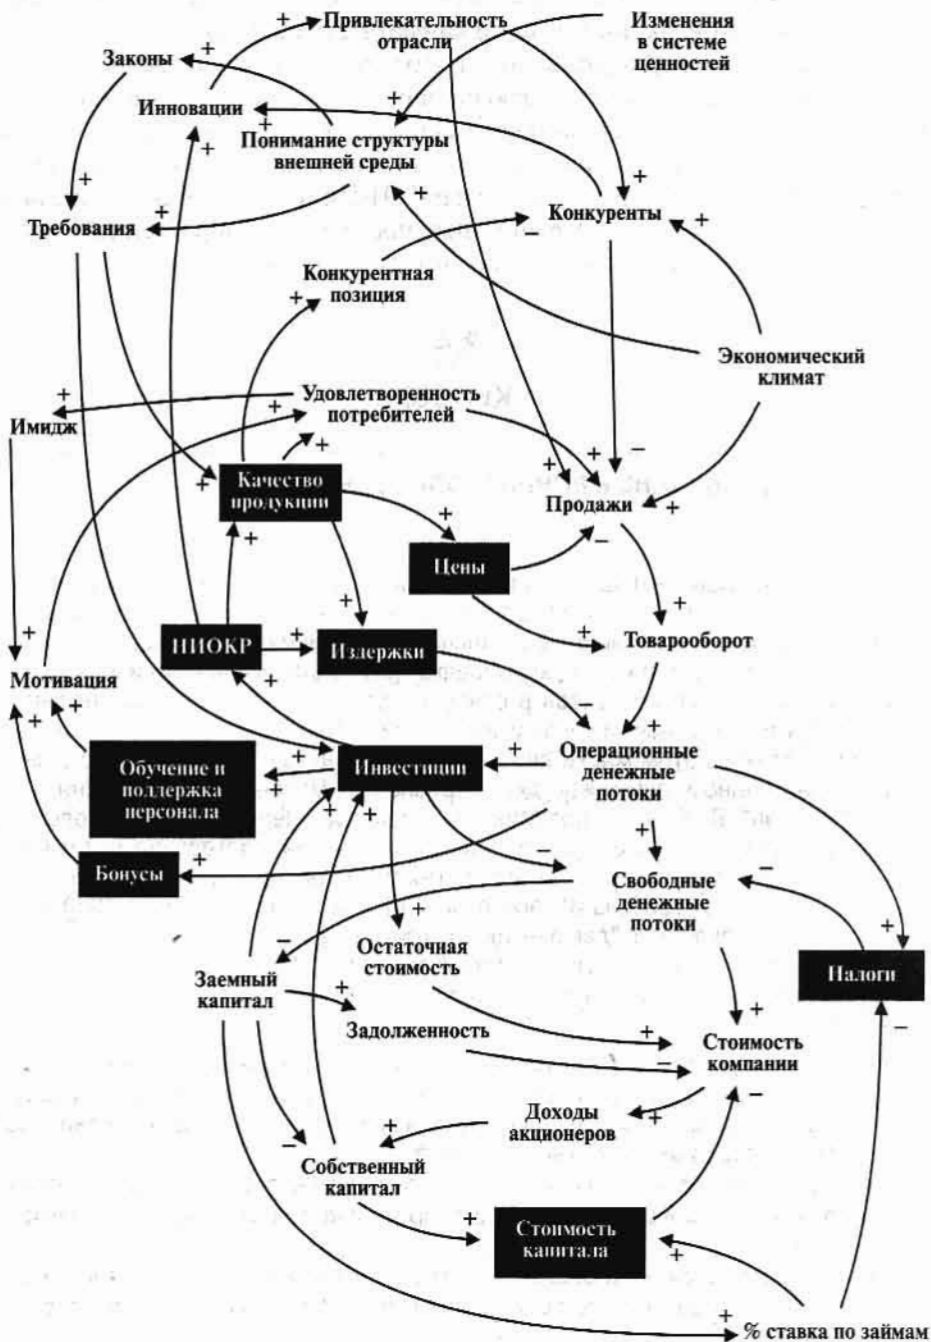 Привлекательность
отрасли
Изменения
в системе
ценностей
Законы
Инновации
Понимание структуры
внешней среды
Требования
Конкуренты
Конкурентная
позиция
Экономический
климат
Удовлетворенность
потребителей
Имидж
Качество
продукции
Продажи
Цены
НИОКР
Издержки
Товарооборот
Мотивация
Обучение и
поддержка
персонала
Инвестиции
Операционные
денежные
потоки
Бонусы
Свободные
денежные
потоки
Остаточная
стоимость
Заемный
капитал
Налоги
Задолженность
Стоимость
компании
Доходы
акционеров
Собственный
капитал
Стоимость
капитала
% ставка по займам